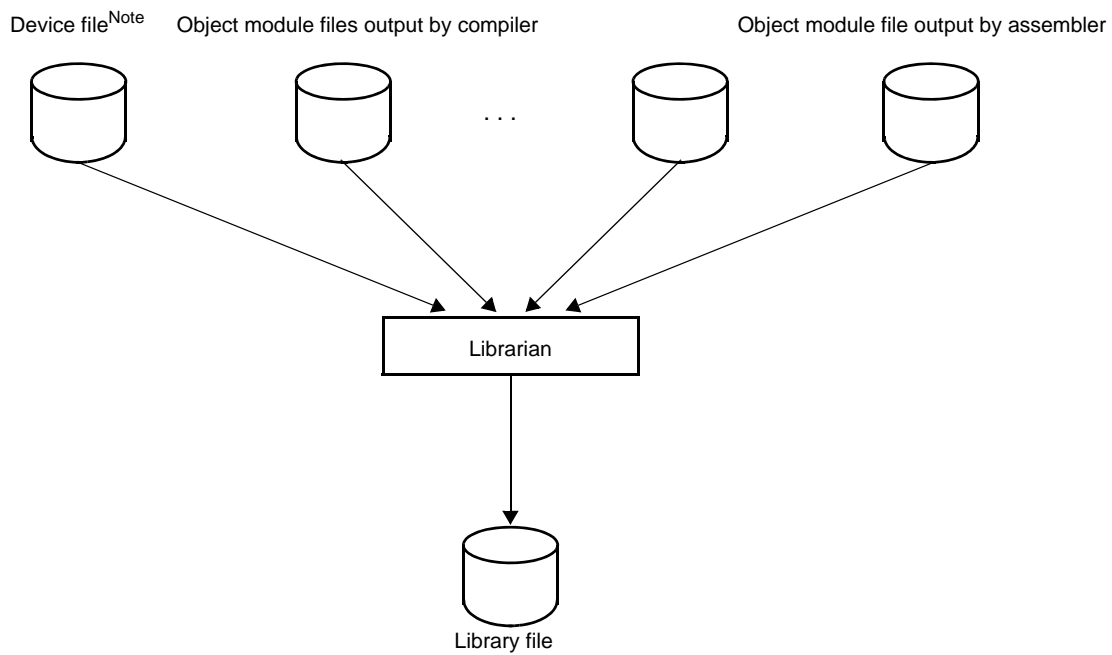 Device fileNote
Object module files output by compiler
Object module file output by assembler
. . .
Librarian
Library file